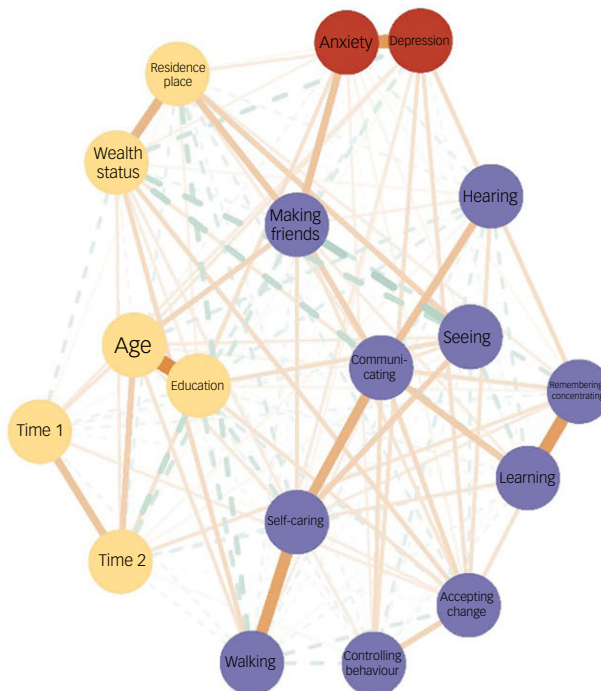 Anxiety
Depression
Residence
place
Wealth
status
Hearing
Making
friends
Age
Seeing
Communi-
cating
Education
Remembering
concentrating
Time 1
Learning
Self-caring
Time 2
Accepting
change
Walking
Controlling
behaviour